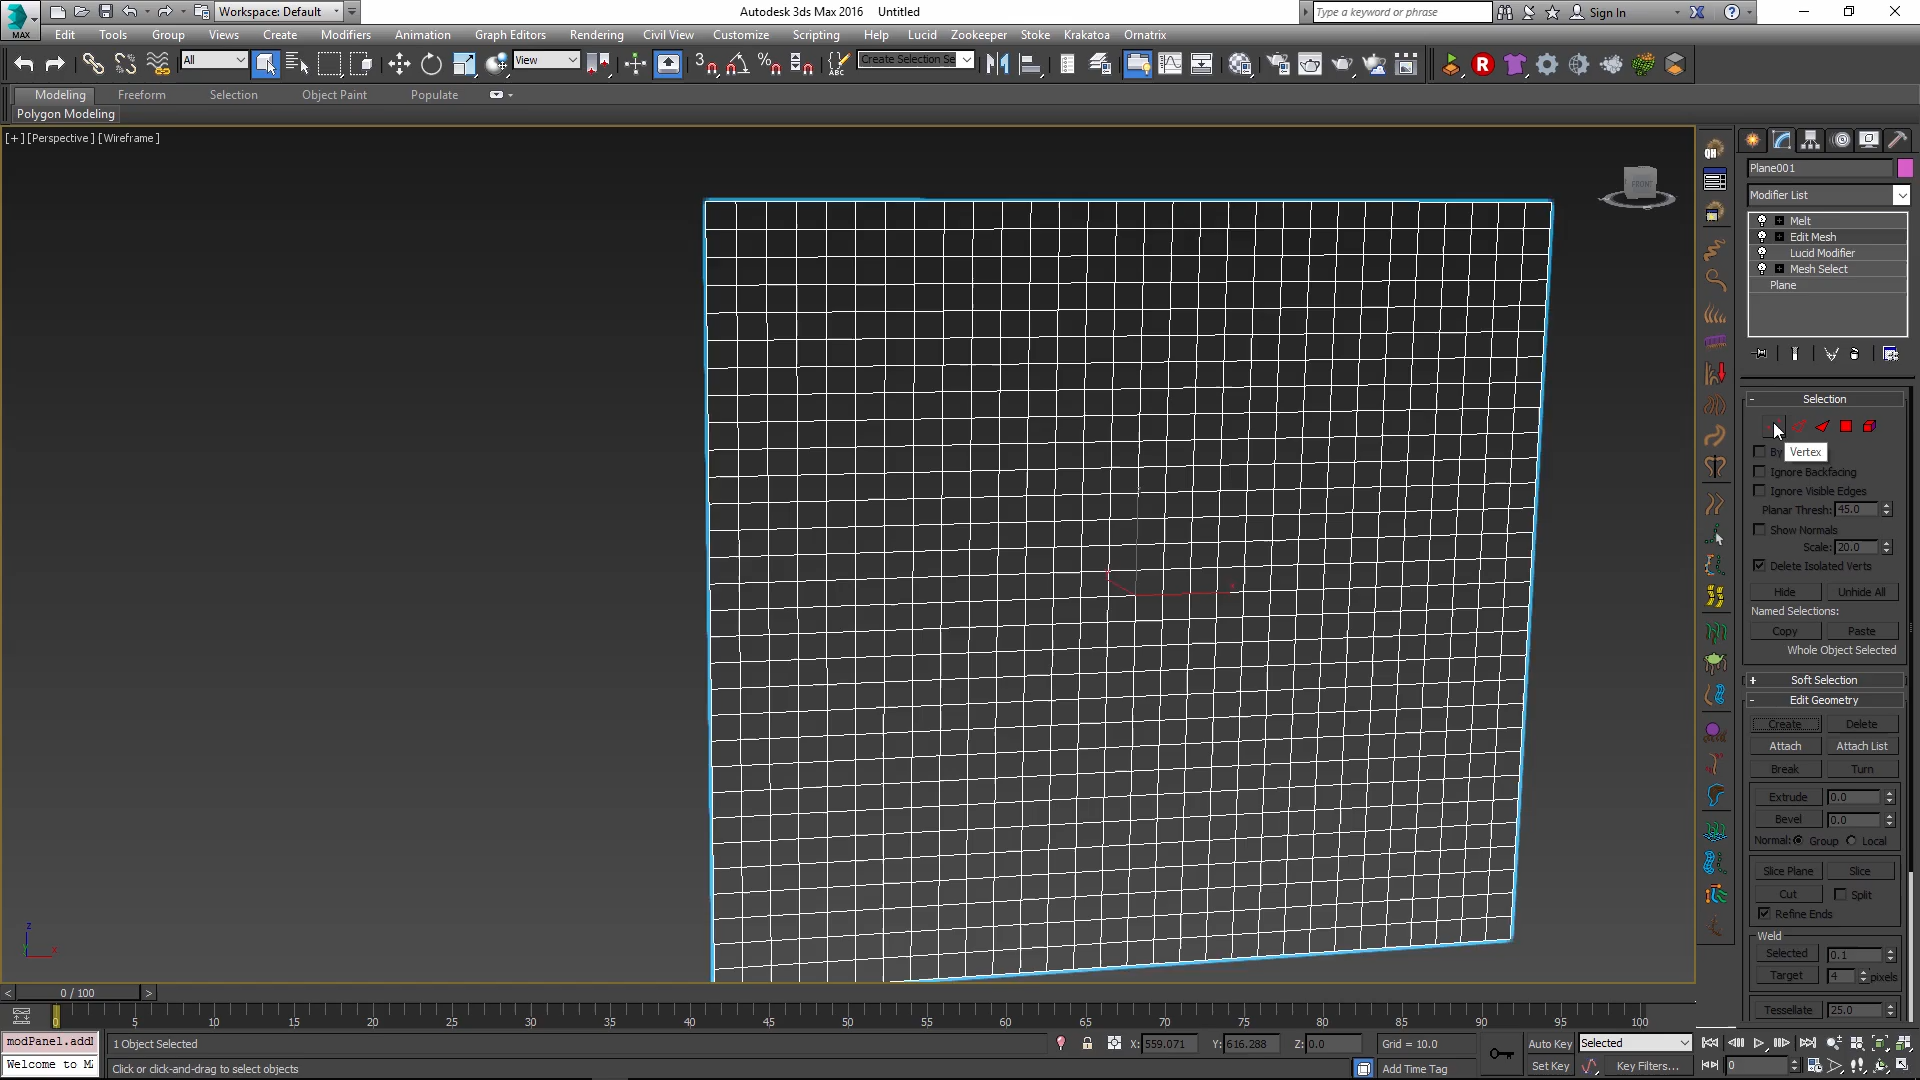 Workspace: Default
Autodesk 3ds Max 2016 Untitled
Type a keyword or phrase
Sign In
MAX
Edit Tools Group Views Create Modifiers Animation Graph Editors Rendering Civil View Customize Scripting Help Lucid Zookeeper Stoke Krakatoa Ornatrix
All
View
ABC
Create Selection Se
Modeling Freeform Selection Object Paint Populate
Polygon Modeling
[+] [Perspective] [Wireframe]
FRONT
QH
Plane001
Modifier List
Melt
Edit Mesh
Lucid Modifier
Mesh Select
Plane
- Selection
By
Vertex
Ignore Backfacing
Ignore Visible Edges
Planar Thresh: 45.0
Show Normals
Scale: 20.0
Delete Isolated Verts
Hide Unhide All
Named Selections:
Copy Paste
Whole Object Selected
+ Soft Selection
- Edit Geometry
Create Delete
Attach Attach List
Break Turn
Extrude 0.0
Bevel 0.0
Normal: Group Local
Slice Plane Slice
Cut Split
Refine Ends
Weld
Selected 0.1
Target 4 pixels
Tessellate 25.0
z
x
< 0 / 100 >
0 5 10 15 20 25 30 35 40 45 50 55 60 65 70 75 80 85 90 95 100
modPanel.addl
1 Object Selected
X: 559.071 Y: 616.288 Z: 0.0
Grid = 10.0
Auto Key Selected
Welcome to M
Click or click-and-drag to select objects
Add Time Tag
Set Key Key Filters...
0